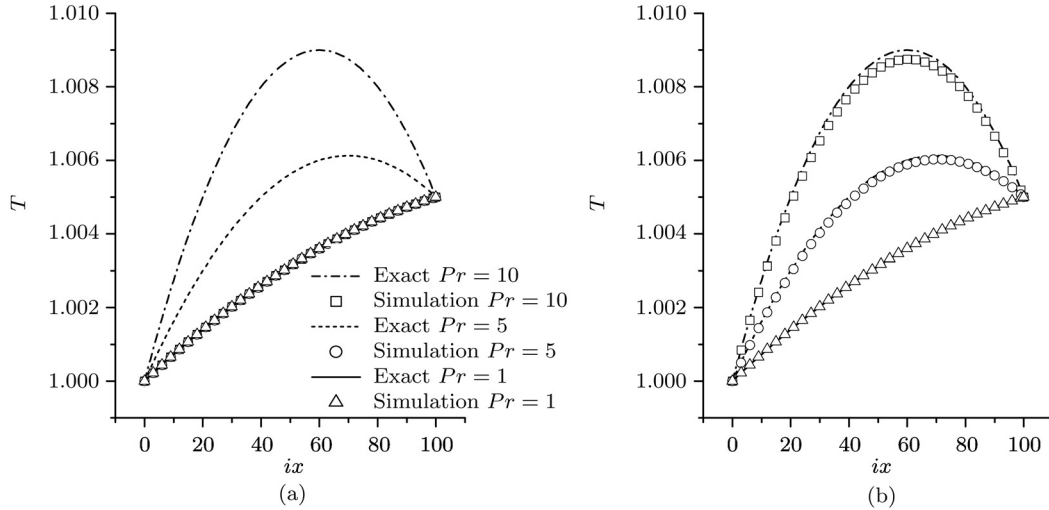 1.010
1.008
1.006
1.004
1.002
1.000
T
0 20 40 60 80 100
ix
(a)
Exact Pr = 10
Simulation Pr = 10
Exact Pr = 5
Simulation Pr = 5
Exact Pr = 1
Simulation Pr = 1
1.010
1.008
1.006
1.004
1.002
1.000
T
0 20 40 60 80 100
ix
(b)